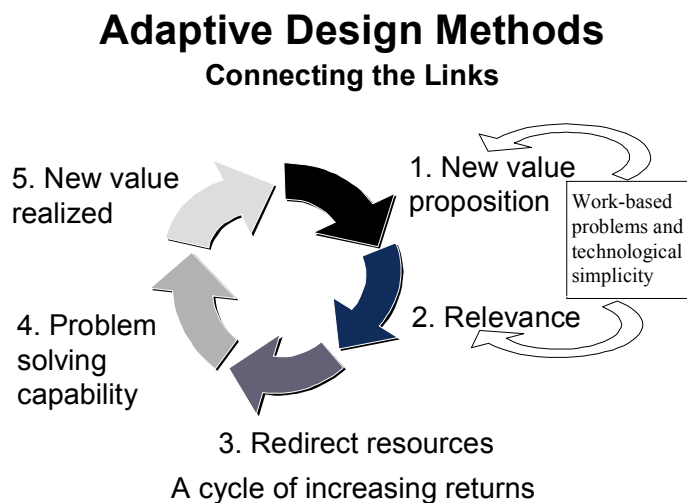 Adaptive Design Methods
Connecting the Links
1. New value
proposition
Work-based
problems and
technological
simplicity
2. Relevance
3. Redirect resources
4. Problem
solving
capability
5. New value
realized
A cycle of increasing returns